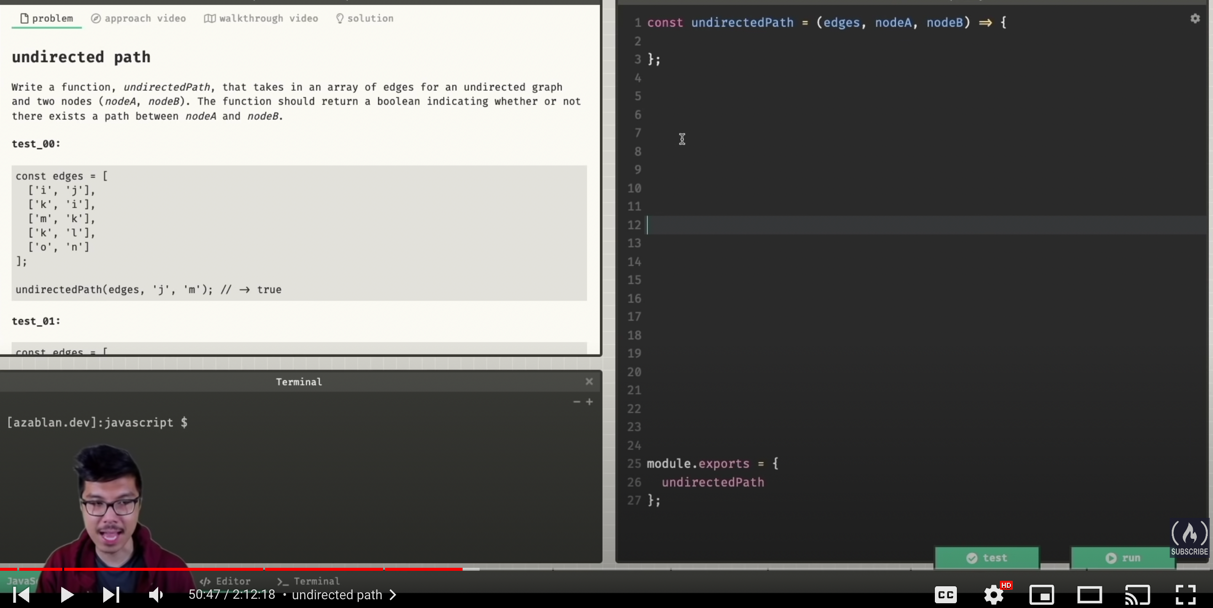 problem
approach video
walkthrough video
solution
undirected path
Write a function, undirectedPath, that takes in an array of edges for an undirected graph
and two nodes (nodeA, nodeB). The function should return a boolean indicating whether or not
there exists a path between nodeA and nodeB.
test_00:
const edges = [
  ['i', 'j'],
  ['k', 'i'],
  ['m', 'k'],
  ['k', 'l'],
  ['o', 'n']
];
undirectedPath(edges, 'j', 'm'); // → true
test_01:
const edges = [
Terminal ×
− +
[azablan.dev]:javascript $
1 const undirectedPath = (edges, nodeA, nodeB) ⇒ {
2
3 };
4
5
6
7
8
9
10
11
12
13
14
15
16
17
18
19
20
21
22
23
24
25 module.exports = {
26   undirectedPath
27 };
test
run
SUBSCRIBE
JavaSc
</> Editor
>_ Terminal
50:47 / 2:12:18 • undirected path
CC
HD